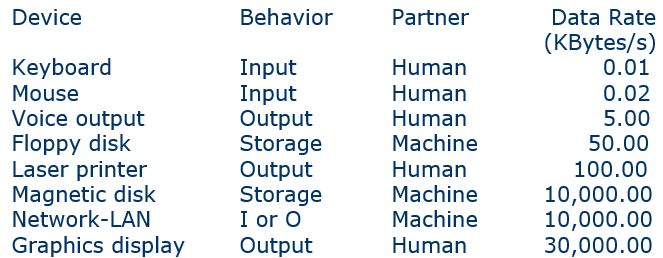 Device Behavior Partner Data Rate
(KBytes/s)
Keyboard Input Human 0.01
Mouse Input Human 0.02
Voice output Output Human 5.00
Floppy disk Storage Machine 50.00
Laser printer Output Human 100.00
Magnetic disk Storage Machine 10,000.00
Network-LAN I or O Machine 10,000.00
Graphics display Output Human 30,000.00